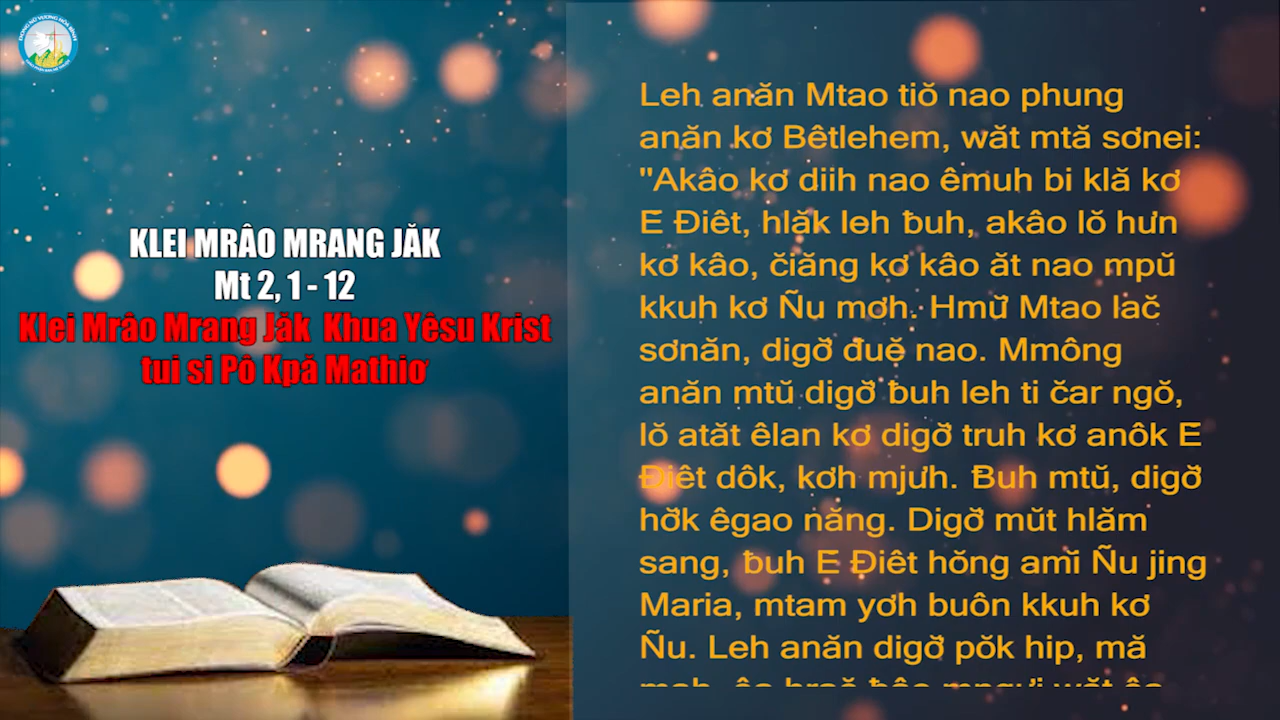 KLEI MRÂO MRANG JĂK
Mt 2, 1 - 12
Klei Mrâo Mrang Jăk Khua Yêsu Krist
tui si Pô Kpă Mathiơ
Leh anăn Mtao tiŏ nao phung
anăn kơ Bêtlehem, wăt mtă sơnei:
"Akâo kơ diih nao êmuh bi klă kơ
E Điêt, hlăk leh ƀuh, akâo lŏ hưn
kơ kâo, čiăng kơ kâo ăt nao mpŭ
kkuh kơ Ñu mơh. Hmư̆ Mtao lač
sơnăn, digơ̆ đuĕ nao. Mmông
anăn mtŭ digơ̆ ƀuh leh ti čar ngŏ,
lŏ atăt êlan kơ digơ̆ truh kơ anôk E
Điêt dôk, kơh mjưh. Ƀuh mtŭ, digơ̆
hơ̆k êgao năng. Digơ̆ mŭt hlăm
sang, ƀuh E Điêt hŏng amĭ Ñu jing
Maria, mtam yơh buôn kkuh kơ
Ñu. Leh anăn digơ̆ pŏk hip, mă